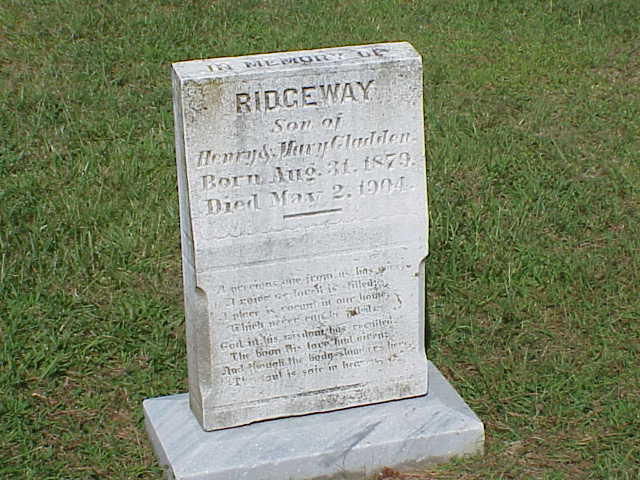 IN MEMORY OF
RIDGEWAY
Son of
Henry & Mary Gladden.
Born Aug. 31. 1879.
Died May 2. 1904.
A precious one from us has
A voice we loved is stilled;
A place is vacant in our home,
Which never can be filled.
God in his wisdom has recalled,
The boon his love had given;
And though the body slumbers here,
The soul is safe in heaven.